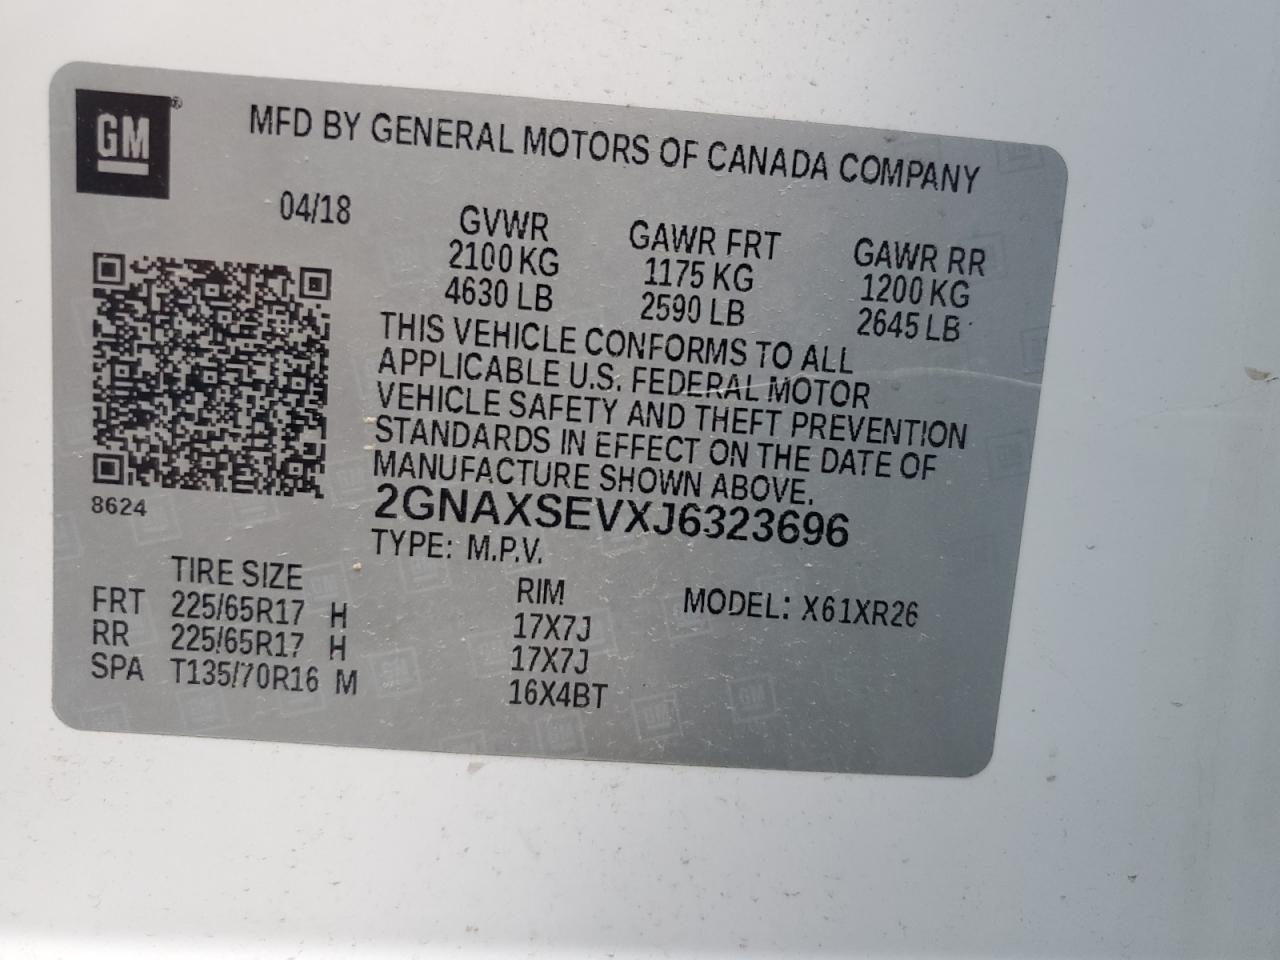 GM®
MFD BY GENERAL MOTORS OF CANADA COMPANY
04/18
GVWR
2100 KG
4630 LB
GAWR FRT
1175 KG
2590 LB
GAWR RR
1200 KG
2645 LB
THIS VEHICLE CONFORMS TO ALL
APPLICABLE U.S. FEDERAL MOTOR
VEHICLE SAFETY AND THEFT PREVENTION
STANDARDS IN EFFECT ON THE DATE OF
MANUFACTURE SHOWN ABOVE.
8624
2GNAXSEVXJ6323696
TYPE: M.P.V.
TIRE SIZE RIM MODEL: X61XR26
FRT 225/65R17 H 17X7J
RR 225/65R17 H 17X7J
SPA T135/70R16 M 16X4BT